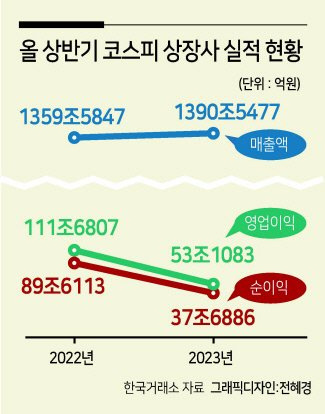 올 상반기 코스피 상장사 실적 현황
(단위 : 억원)
1359조5847
1390조5477
매출액
111조6807
영업이익
53조1083
89조6113
순이익
37조6886
2022년
2023년
한국거래소 자료 그래픽디자인:전혜경